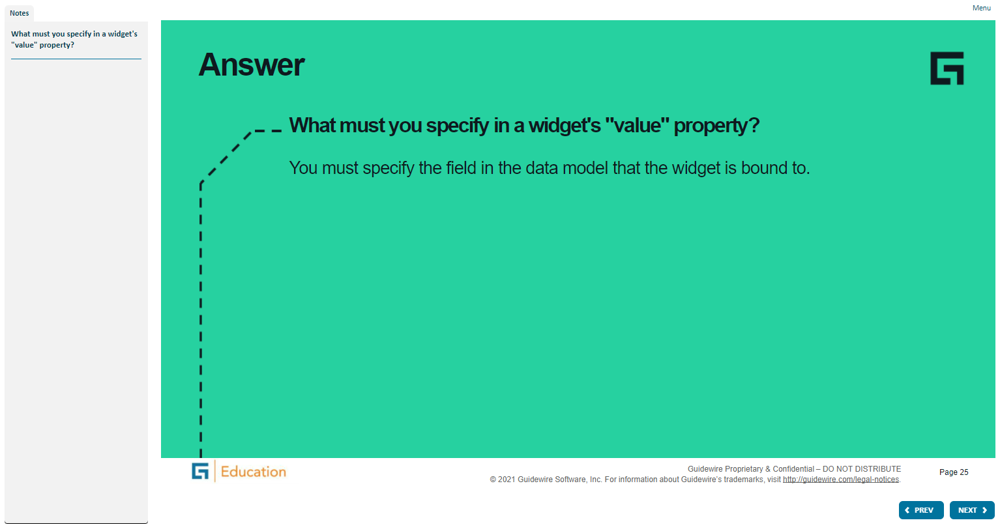 Notes
Menu
What must you specify in a widget's
"value" property?
Answer
What must you specify in a widget's "value" property?
You must specify the field in the data model that the widget is bound to.
Education
Guidewire Proprietary & Confidential – DO NOT DISTRIBUTE
© 2021 Guidewire Software, Inc. For information about Guidewire's trademarks, visit http://guidewire.com/legal-notices.
Page 25
PREV
NEXT